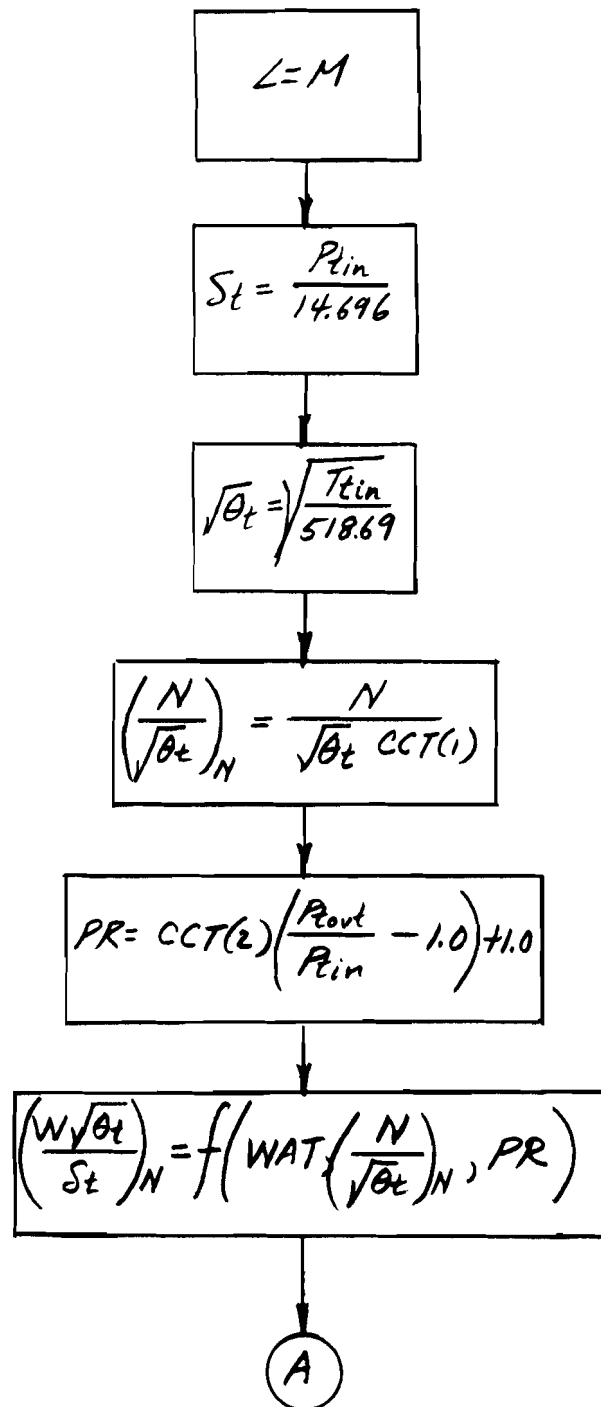 L=M
δt = Ptin / 14.696
√θt = √(Ttin / 518.69)
(N / √θt)N = N / (√θt CCT(1))
PR = CCT(2) (Ptout / Ptin - 1.0) + 1.0
(W√θt / δt)N = f(WAT, (N / √θt)N, PR)
A